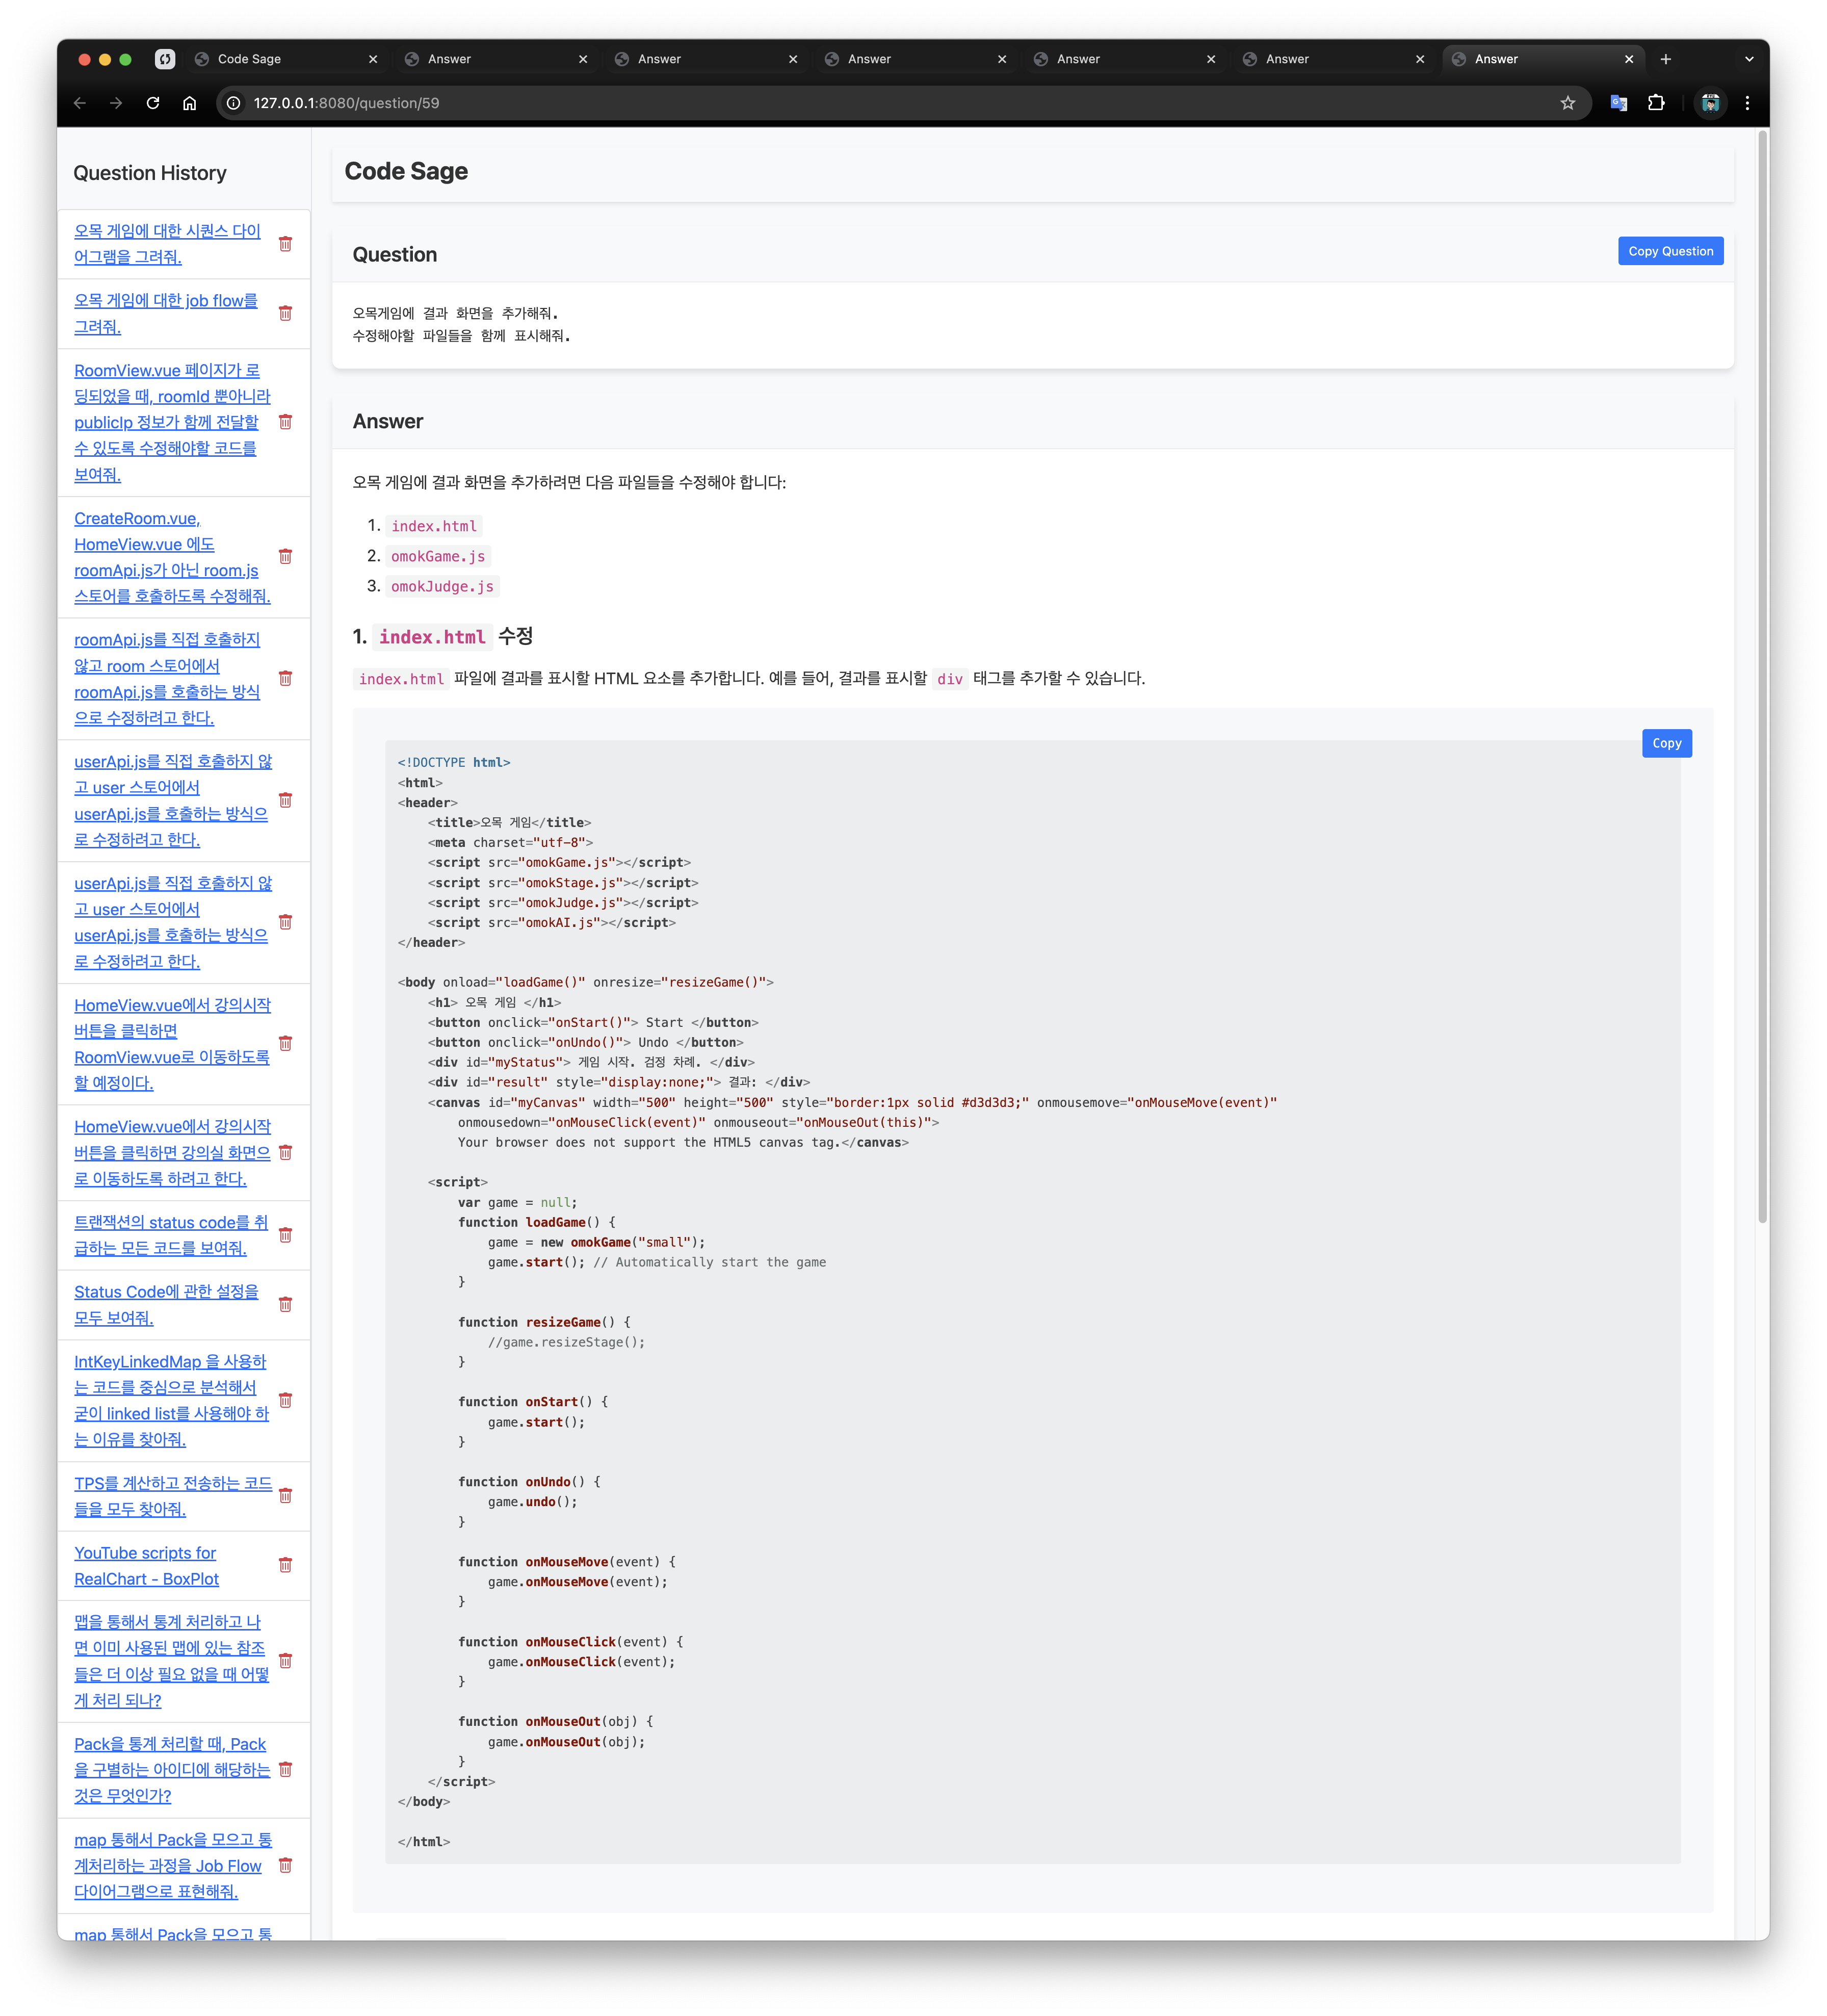 Code Sage
Answer
Answer
Answer
Answer
Answer
Answer
127.0.0.1:8080/question/59
Question History
오목 게임에 대한 시퀀스 다이
어그램을 그려줘.
오목 게임에 대한 job flow를
그려줘.
RoomView.vue 페이지가 로
딩되었을 때, roomId 뿐아니라
publicIp 정보가 함께 전달할
수 있도록 수정해야할 코드를
보여줘.
CreateRoom.vue,
HomeView.vue 에도
roomApi.js가 아닌 room.js
스토어를 호출하도록 수정해줘.
roomApi.js를 직접 호출하지
않고 room 스토어에서
roomApi.js를 호출하는 방식
으로 수정하려고 한다.
userApi.js를 직접 호출하지 않
고 user 스토어에서
userApi.js를 호출하는 방식으
로 수정하려고 한다.
userApi.js를 직접 호출하지 않
고 user 스토어에서
userApi.js를 호출하는 방식으
로 수정하려고 한다.
HomeView.vue에서 강의시작
버튼을 클릭하면
RoomView.vue로 이동하도록
할 예정이다.
HomeView.vue에서 강의시작
버튼을 클릭하면 강의실 화면으
로 이동하도록 하려고 한다.
트랜잭션의 status code를 취
급하는 모든 코드를 보여줘.
Status Code에 관한 설정을
모두 보여줘.
IntKeyLinkedMap 을 사용하
는 코드를 중심으로 분석해서
굳이 linked list를 사용해야 하
는 이유를 찾아줘.
TPS를 계산하고 전송하는 코드
들을 모두 찾아줘.
YouTube scripts for
RealChart - BoxPlot
맵을 통해서 통계 처리하고 나
면 이미 사용된 맵에 있는 참조
들은 더 이상 필요 없을 때 어떻
게 처리 되나?
Pack을 통계 처리할 때, Pack
을 구별하는 아이디에 해당하는
것은 무엇인가?
map 통해서 Pack을 모으고 통
계처리하는 과정을 Job Flow
다이어그램으로 표현해줘.
map 통해서 Pack을 모으고 통
Code Sage
Question
Copy Question
오목게임에 결과 화면을 추가해줘.
수정해야할 파일들을 함께 표시해줘.
Answer
오목 게임에 결과 화면을 추가하려면 다음 파일들을 수정해야 합니다:
1. index.html
2. omokGame.js
3. omokJudge.js
1. index.html 수정
index.html 파일에 결과를 표시할 HTML 요소를 추가합니다. 예를 들어, 결과를 표시할 div 태그를 추가할 수 있습니다.
Copy
<!DOCTYPE html>
<html>
<header>
    <title>오목 게임</title>
    <meta charset="utf-8">
    <script src="omokGame.js"></script>
    <script src="omokStage.js"></script>
    <script src="omokJudge.js"></script>
    <script src="omokAI.js"></script>
</header>
<body onload="loadGame()" onresize="resizeGame()">
    <h1> 오목 게임 </h1>
    <button onclick="onStart()"> Start </button>
    <button onclick="onUndo()"> Undo </button>
    <div id="myStatus"> 게임 시작. 검정 차례. </div>
    <div id="result" style="display:none;"> 결과: </div>
    <canvas id="myCanvas" width="500" height="500" style="border:1px solid #d3d3d3;" onmousemove="onMouseMove(event)"
        onmousedown="onMouseClick(event)" onmouseout="onMouseOut(this)">
        Your browser does not support the HTML5 canvas tag.</canvas>
    <script>
        var game = null;
        function loadGame() {
            game = new omokGame("small");
            game.start(); // Automatically start the game
        }
        function resizeGame() {
            //game.resizeStage();
        }
        function onStart() {
            game.start();
        }
        function onUndo() {
            game.undo();
        }
        function onMouseMove(event) {
            game.onMouseMove(event);
        }
        function onMouseClick(event) {
            game.onMouseClick(event);
        }
        function onMouseOut(obj) {
            game.onMouseOut(obj);
        }
    </script>
</body>
</html>